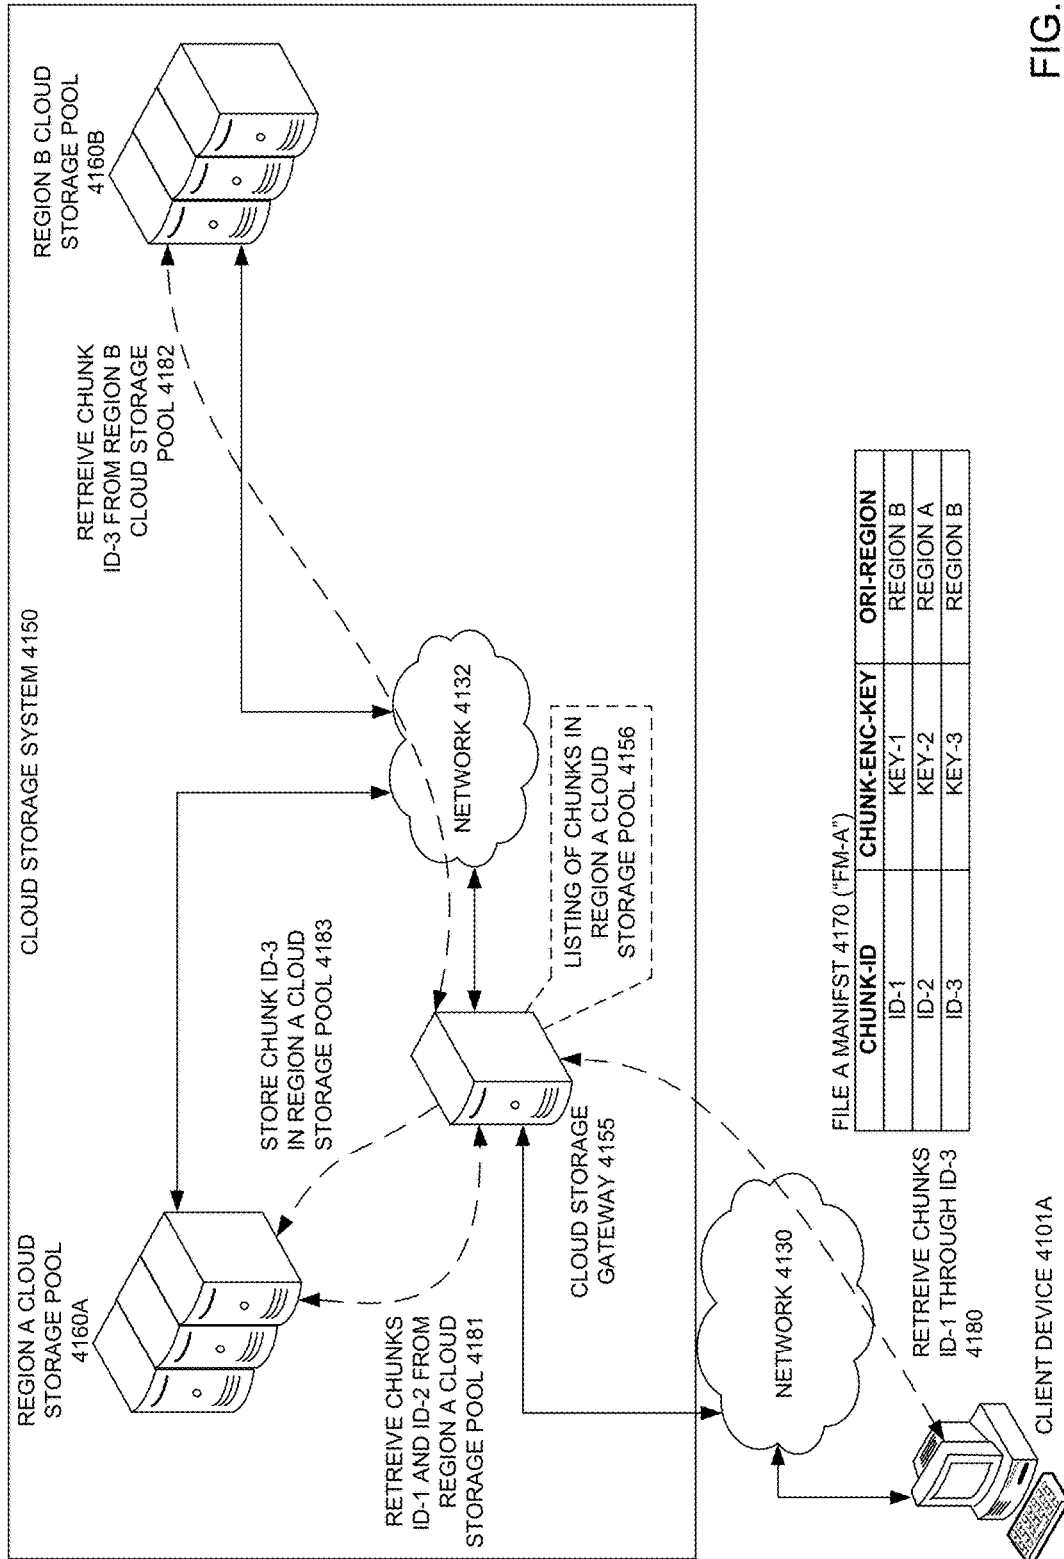 CLOUD STORAGE SYSTEM 4150
REGION A CLOUD
STORAGE POOL
4160A
REGION B CLOUD
STORAGE POOL
4160B
RETREIVE CHUNK
ID-3 FROM REGION B
CLOUD STORAGE
POOL 4182
STORE CHUNK ID-3
IN REGION A CLOUD
STORAGE POOL 4183
NETWORK 4132
RETREIVE CHUNKS
ID-1 AND ID-2 FROM
REGION A CLOUD
STORAGE POOL 4181
CLOUD STORAGE
GATEWAY 4155
LISTING OF CHUNKS IN
REGION A CLOUD
STORAGE POOL 4156
NETWORK 4130
RETREIVE CHUNKS
ID-1 THROUGH ID-3
4180
CLIENT DEVICE 4101A
FILE A MANIFST 4170 ("FM-A")
CHUNK-ID CHUNK-ENC-KEY ORI-REGION
ID-1 KEY-1 REGION B
ID-2 KEY-2 REGION A
ID-3 KEY-3 REGION B
FIG.